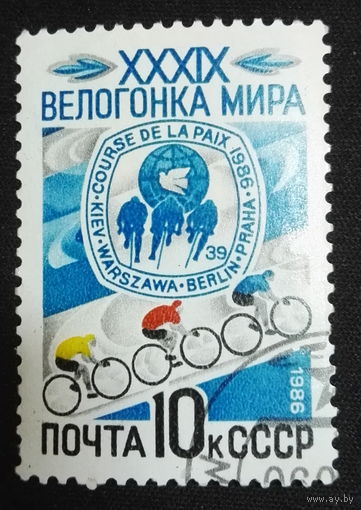 XXXIX
ВЕЛОГОНКА МИРА
COURSE DE LA PAIX 1986
KIEV · WARSZAWA · BERLIN · PRAHA
39
1986
ПОЧТА 10 К СССР
www.ay.by